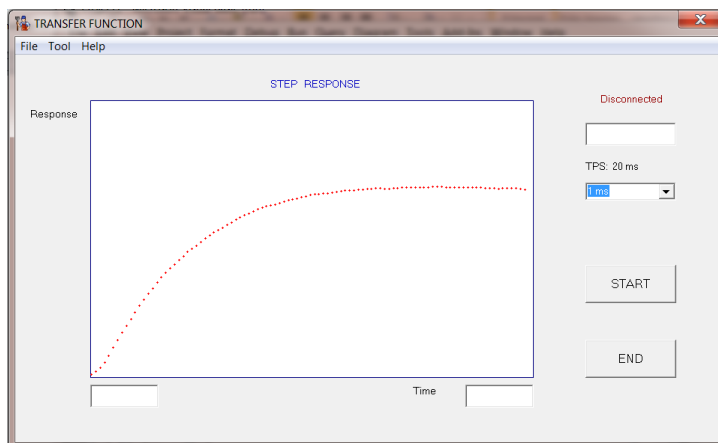 TRANSFER FUNCTION
X
File Tool Help
STEP RESPONSE
Response
Disconnected
TPS: 20 ms
1 ms
START
END
Time